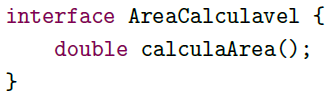 interface AreaCalculavel {
    double calculaArea();
}